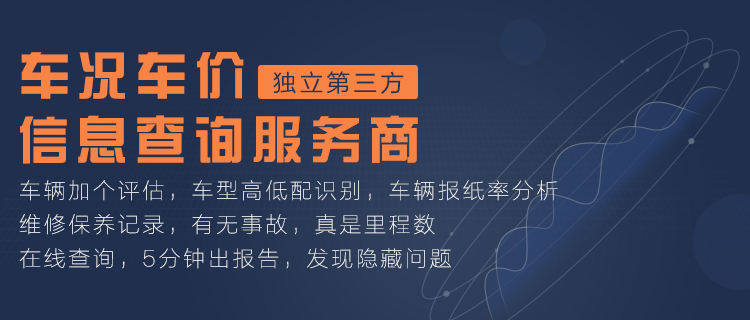 车况车价 独立第三方
信息查询服务商
车辆加个评估，车型高低配识别，车辆报纸率分析
维修保养记录，有无事故，真是里程数
在线查询，5分钟出报告，发现隐藏问题